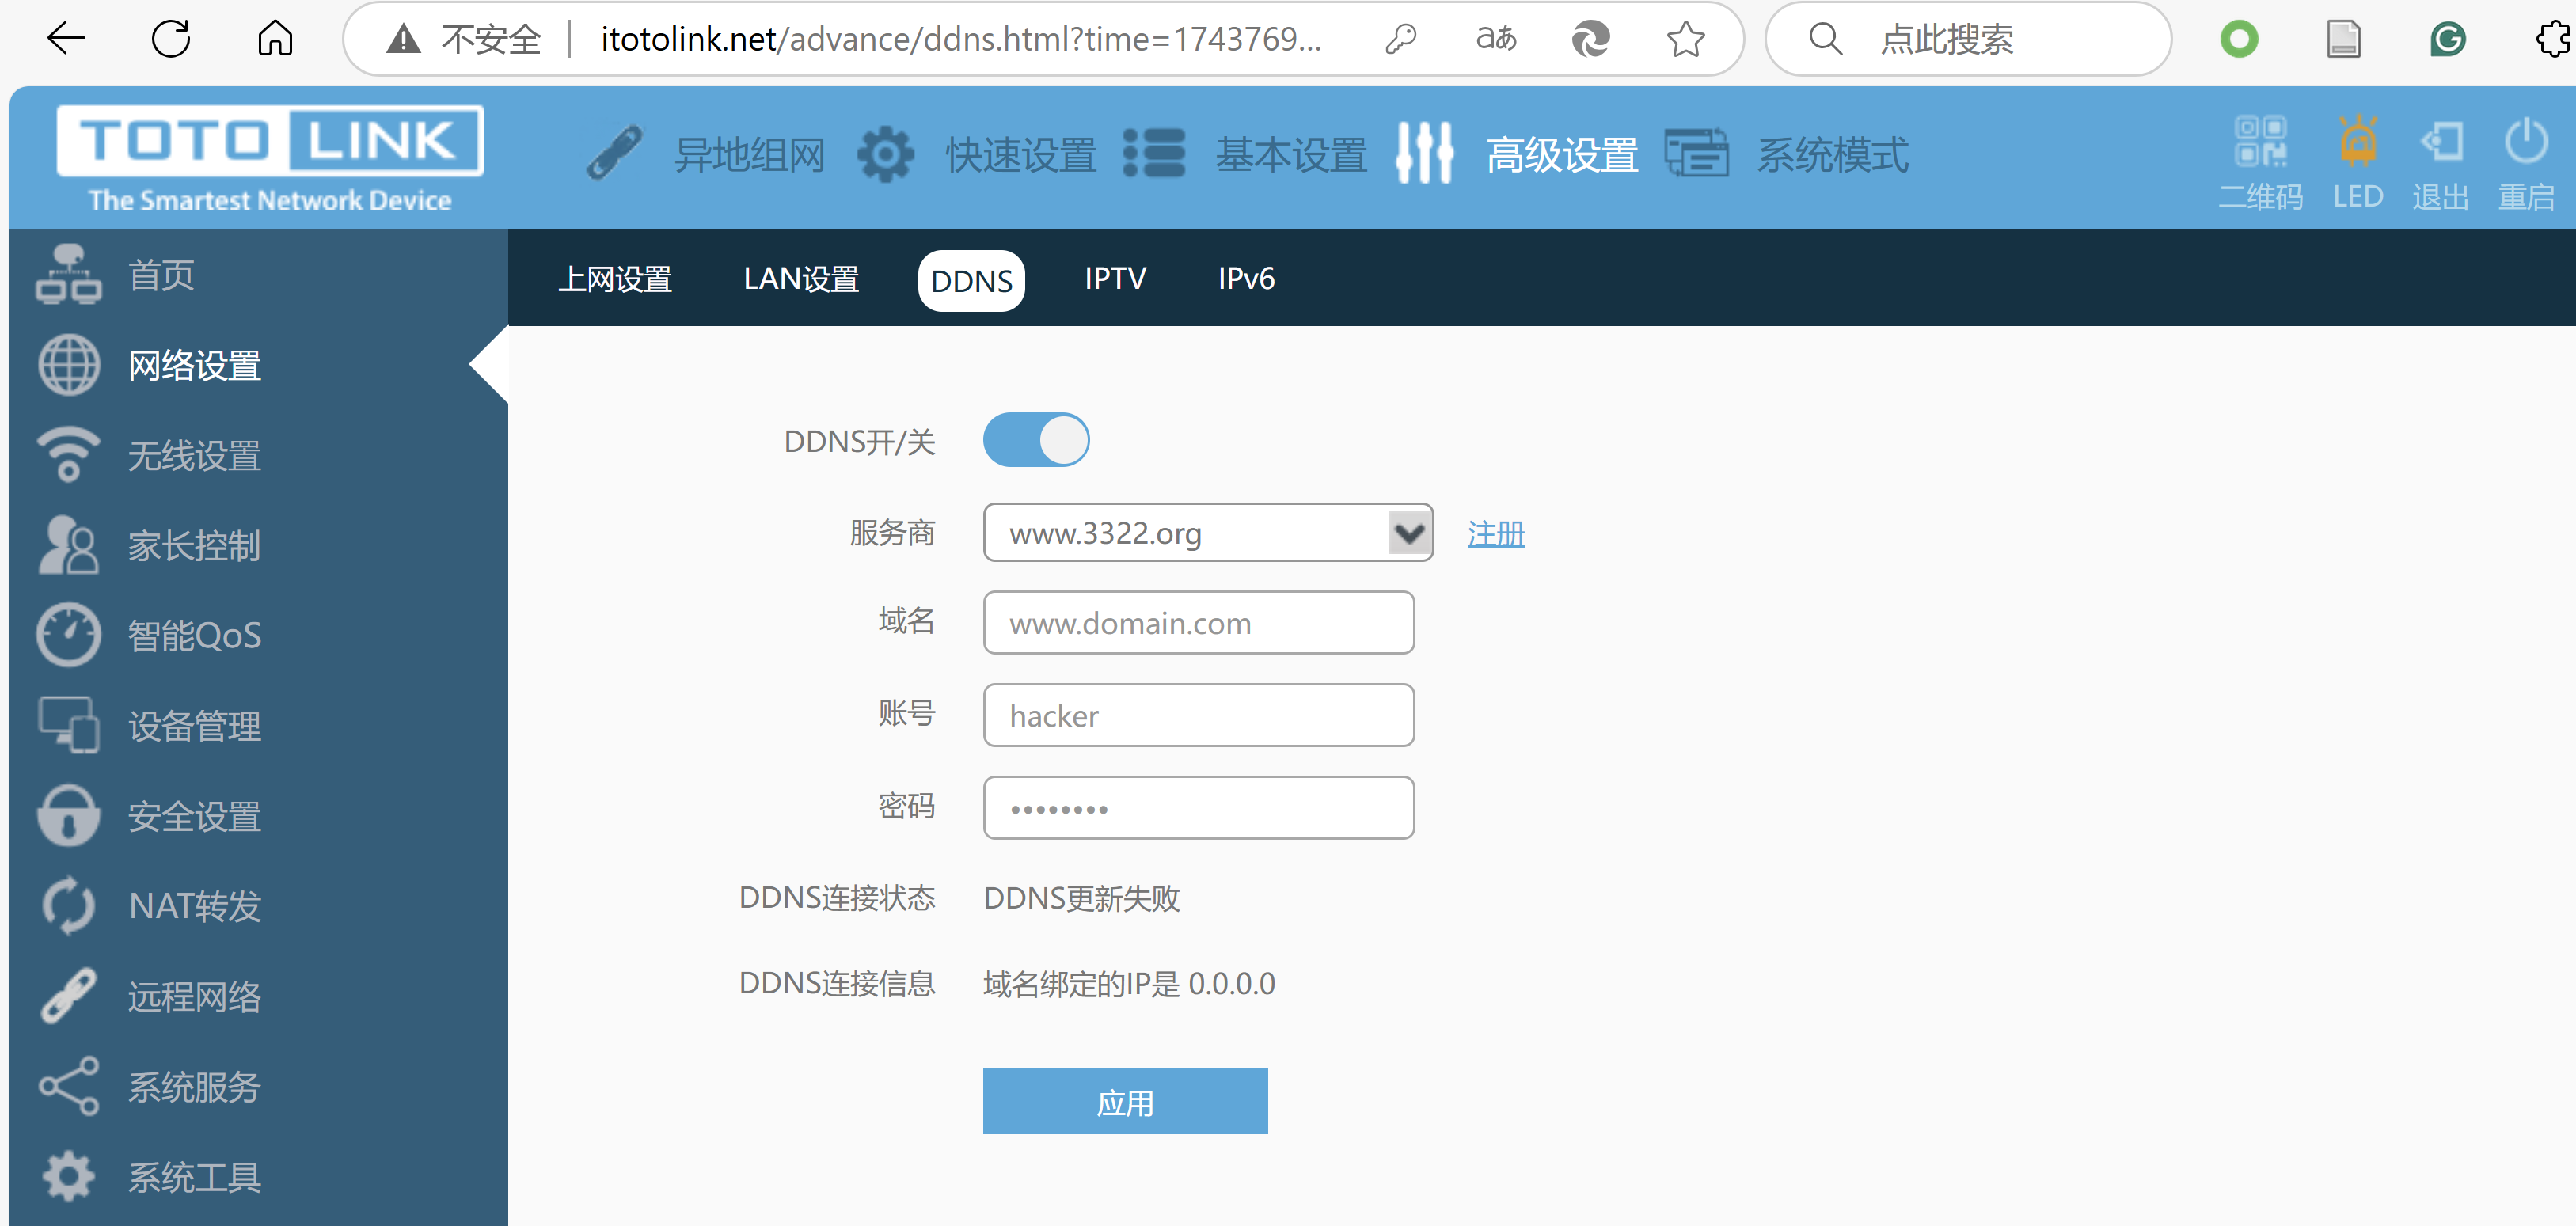 不安全 itotolink.net/advance/ddns.html?time=1743769... aあ 点此搜索
TOTO LINK
The Smartest Network Device
异地组网 快速设置 基本设置 高级设置 系统模式
二维码 LED 退出 重启
首页
网络设置
无线设置
家长控制
智能QoS
设备管理
安全设置
NAT转发
远程网络
系统服务
系统工具
上网设置 LAN设置 DDNS IPTV IPv6
DDNS开/关
服务商 www.3322.org 注册
域名 www.domain.com
账号 hacker
密码 ••••••••
DDNS连接状态 DDNS更新失败
DDNS连接信息 域名绑定的IP是 0.0.0.0
应用